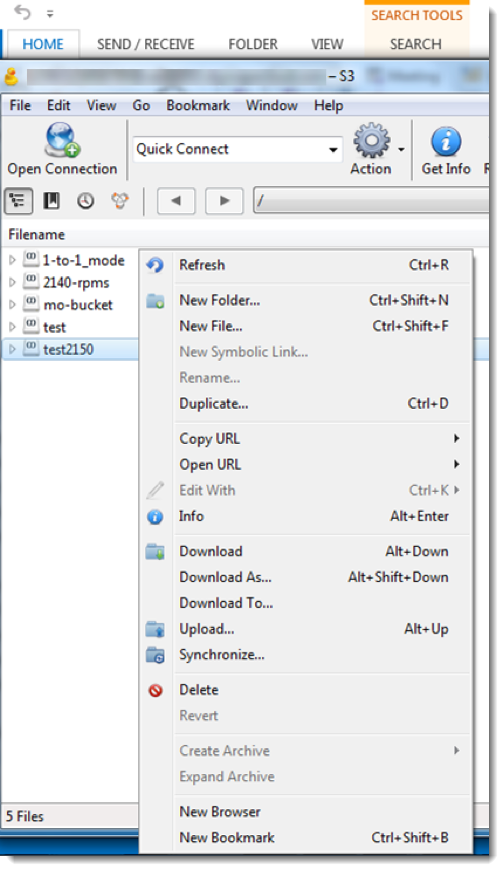 SEARCH TOOLS
HOME SEND / RECEIVE FOLDER VIEW SEARCH
– S3
File Edit View Go Bookmark Window Help
Quick Connect
Open Connection Action Get Info
/
Filename
1-to-1_mode
2140-rpms
mo-bucket
test
test2150
Refresh Ctrl+R
New Folder... Ctrl+Shift+N
New File... Ctrl+Shift+F
New Symbolic Link...
Rename...
Duplicate... Ctrl+D
Copy URL
Open URL
Edit With Ctrl+K
Info Alt+Enter
Download Alt+Down
Download As... Alt+Shift+Down
Download To...
Upload... Alt+Up
Synchronize...
Delete
Revert
Create Archive
Expand Archive
New Browser
New Bookmark Ctrl+Shift+B
5 Files